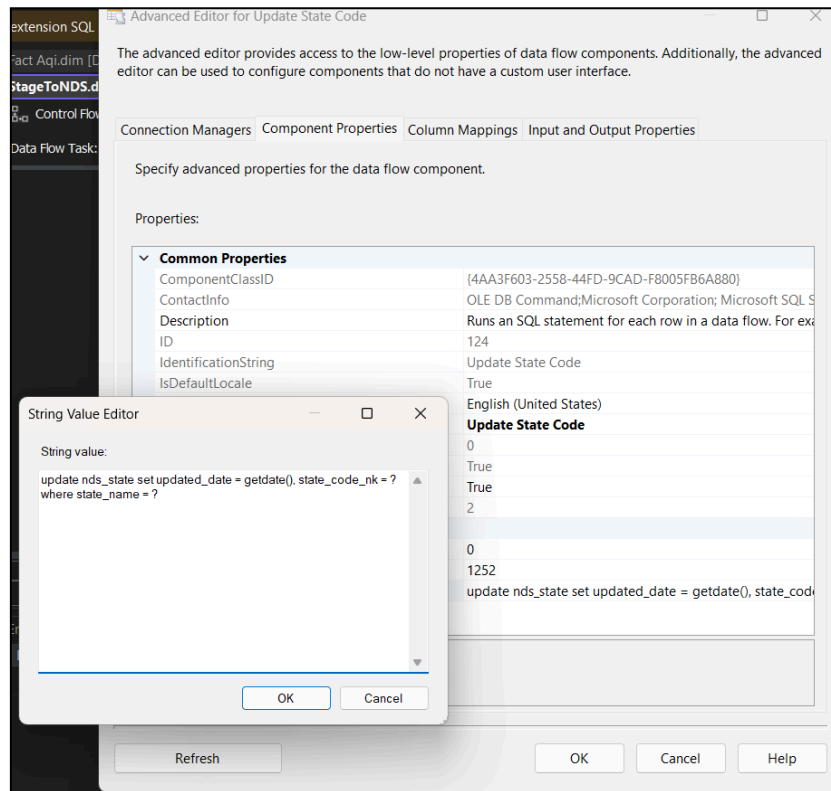 extension SQL
Advanced Editor for Update State Code
Fact Aqi.dim [D
StageToNDS.d
Control Flow
Data Flow Task:
The advanced editor provides access to the low-level properties of data flow components. Additionally, the advanced
editor can be used to configure components that do not have a custom user interface.
Connection Managers Component Properties Column Mappings Input and Output Properties
Specify advanced properties for the data flow component.
Properties:
Common Properties
ComponentClassID {4AA3F603-2558-44FD-9CAD-F8005FB6A880}
ContactInfo OLE DB Command;Microsoft Corporation; Microsoft SQL S
Description Runs an SQL statement for each row in a data flow. For exa
ID 124
IdentificationString Update State Code
IsDefaultLocale True
English (United States)
Update State Code
0
True
True
2
0
1252
update nds_state set updated_date = getdate(), state_code
String Value Editor
String value:
update nds_state set updated_date = getdate(), state_code_nk = ?
where state_name = ?
OK Cancel
Refresh OK Cancel Help